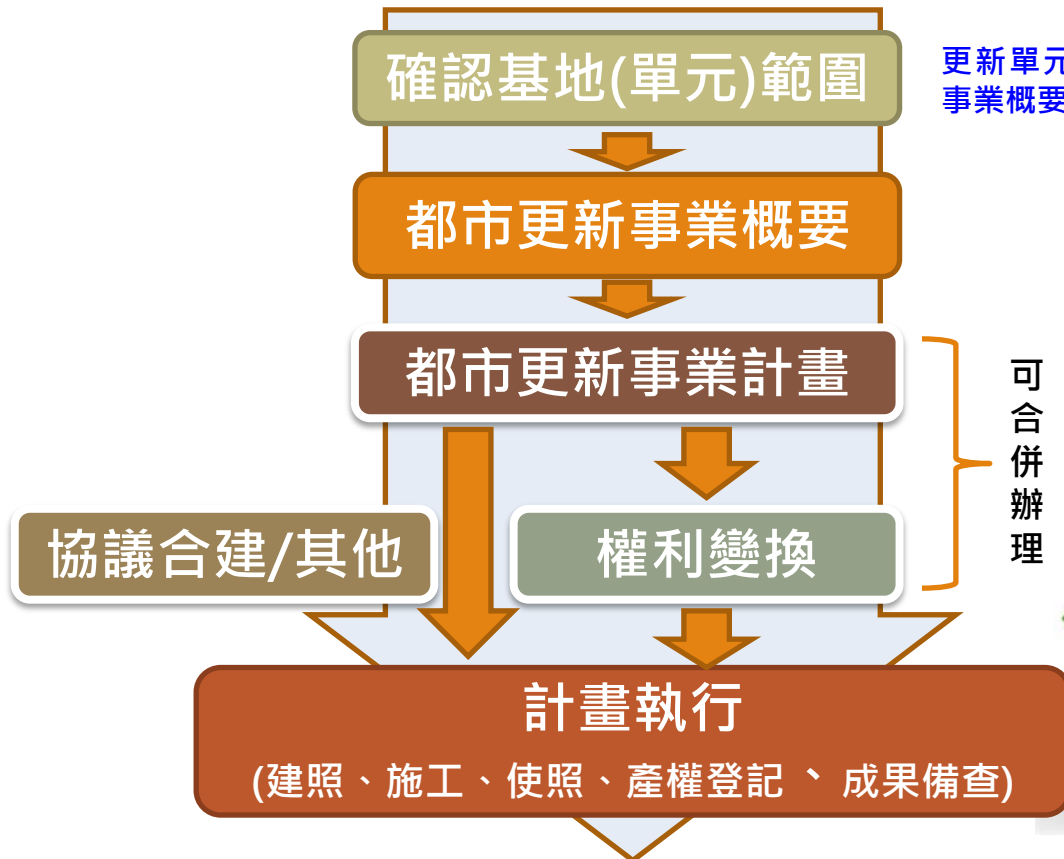 確認基地(單元)範圍
更新單元
事業概要
都市更新事業概要
都市更新事業計畫
可合併辦理
協議合建/其他
權利變換
計畫執行
(建照、施工、使照、產權登記、成果備查)